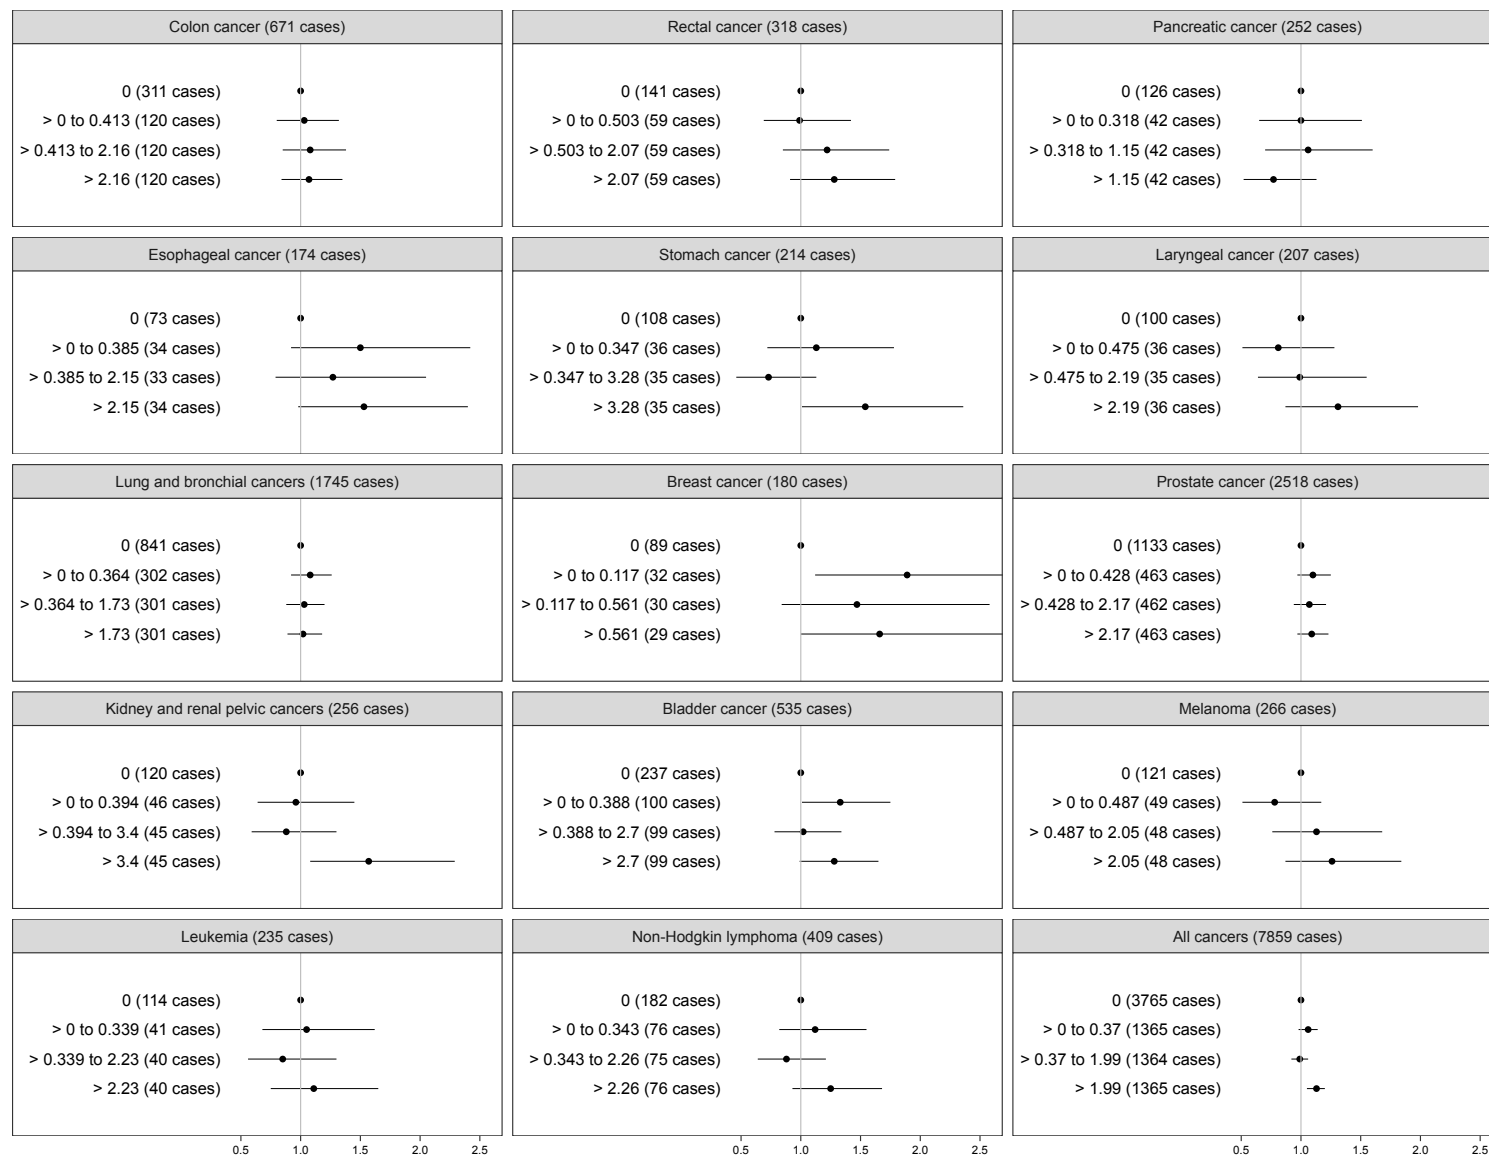 Colon cancer (671 cases)
0 (311 cases)
> 0 to 0.413 (120 cases)
> 0.413 to 2.16 (120 cases)
> 2.16 (120 cases)
Rectal cancer (318 cases)
0 (141 cases)
> 0 to 0.503 (59 cases)
> 0.503 to 2.07 (59 cases)
> 2.07 (59 cases)
Pancreatic cancer (252 cases)
0 (126 cases)
> 0 to 0.318 (42 cases)
> 0.318 to 1.15 (42 cases)
> 1.15 (42 cases)
Esophageal cancer (174 cases)
0 (73 cases)
> 0 to 0.385 (34 cases)
> 0.385 to 2.15 (33 cases)
> 2.15 (34 cases)
Stomach cancer (214 cases)
0 (108 cases)
> 0 to 0.347 (36 cases)
> 0.347 to 3.28 (35 cases)
> 3.28 (35 cases)
Laryngeal cancer (207 cases)
0 (100 cases)
> 0 to 0.475 (36 cases)
> 0.475 to 2.19 (35 cases)
> 2.19 (36 cases)
Lung and bronchial cancers (1745 cases)
0 (841 cases)
> 0 to 0.364 (302 cases)
> 0.364 to 1.73 (301 cases)
> 1.73 (301 cases)
Breast cancer (180 cases)
0 (89 cases)
> 0 to 0.117 (32 cases)
> 0.117 to 0.561 (30 cases)
> 0.561 (29 cases)
Prostate cancer (2518 cases)
0 (1133 cases)
> 0 to 0.428 (463 cases)
> 0.428 to 2.17 (462 cases)
> 2.17 (463 cases)
Kidney and renal pelvic cancers (256 cases)
0 (120 cases)
> 0 to 0.394 (46 cases)
> 0.394 to 3.4 (45 cases)
> 3.4 (45 cases)
Bladder cancer (535 cases)
0 (237 cases)
> 0 to 0.388 (100 cases)
> 0.388 to 2.7 (99 cases)
> 2.7 (99 cases)
Melanoma (266 cases)
0 (121 cases)
> 0 to 0.487 (49 cases)
> 0.487 to 2.05 (48 cases)
> 2.05 (48 cases)
Leukemia (235 cases)
0 (114 cases)
> 0 to 0.339 (41 cases)
> 0.339 to 2.23 (40 cases)
> 2.23 (40 cases)
0.5 1.0 1.5 2.0 2.5
Non-Hodgkin lymphoma (409 cases)
0 (182 cases)
> 0 to 0.343 (76 cases)
> 0.343 to 2.26 (75 cases)
> 2.26 (76 cases)
0.5 1.0 1.5 2.0 2.5
All cancers (7859 cases)
0 (3765 cases)
> 0 to 0.37 (1365 cases)
> 0.37 to 1.99 (1364 cases)
> 1.99 (1365 cases)
0.5 1.0 1.5 2.0 2.5